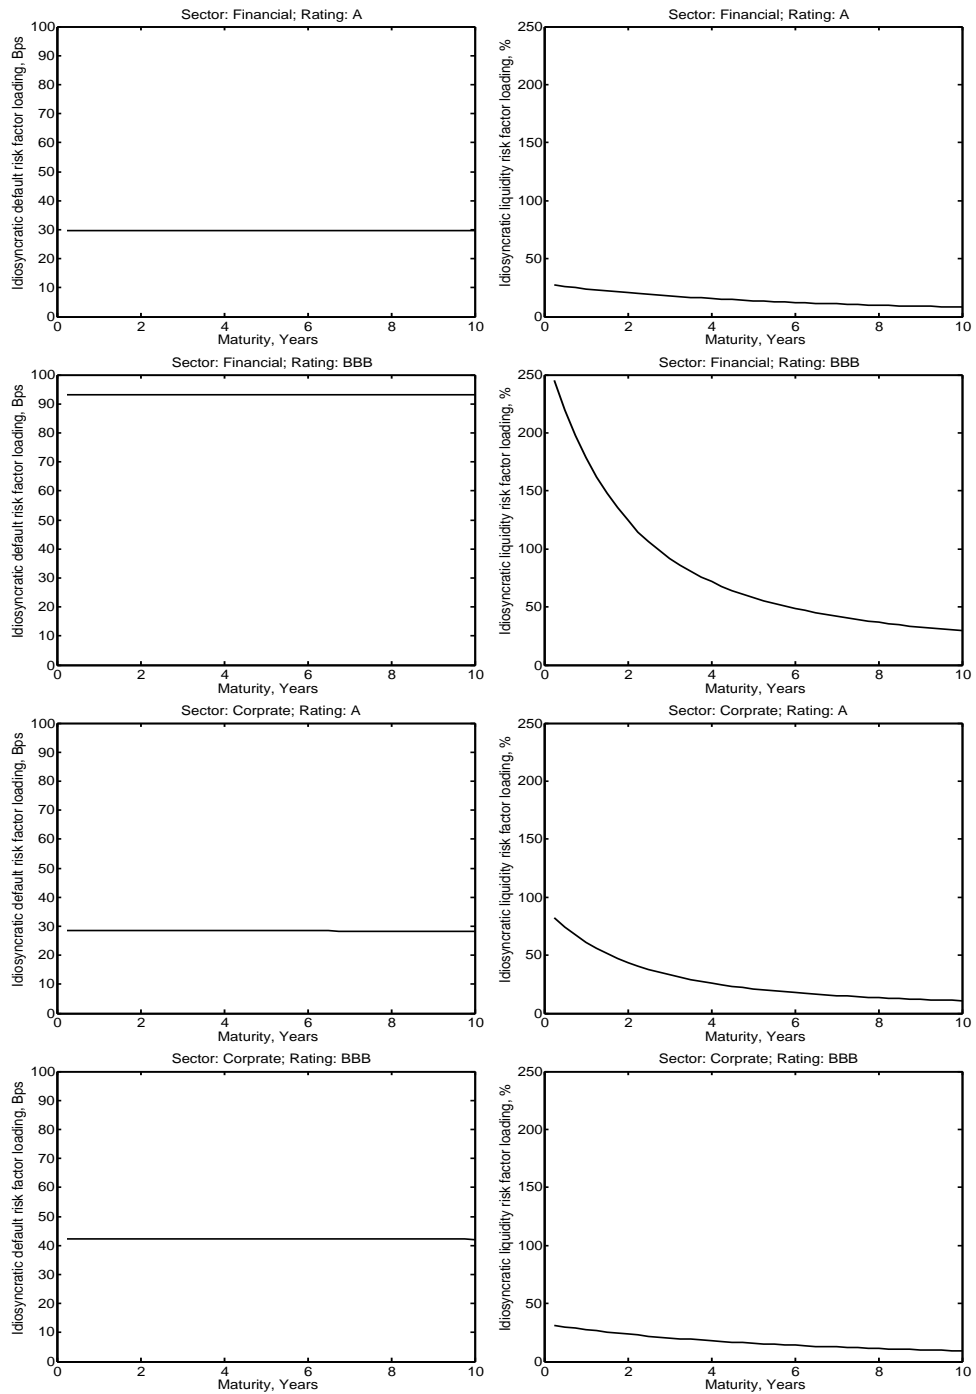 Sector: Financial; Rating: A
Idiosyncratic default risk factor loading, Bps
100
90
80
70
60
50
40
30
20
10
0
0 2 4 6 8 10
Maturity, Years
Sector: Financial; Rating: A
Idiosyncratic liquidity risk factor loading, %
250
200
150
100
50
0
0 2 4 6 8 10
Maturity, Years
Sector: Financial; Rating: BBB
Idiosyncratic default risk factor loading, Bps
100
90
80
70
60
50
40
30
20
10
0
0 2 4 6 8 10
Maturity, Years
Sector: Financial; Rating: BBB
Idiosyncratic liquidity risk factor loading, %
250
200
150
100
50
0
0 2 4 6 8 10
Maturity, Years
Sector: Corprate; Rating: A
Idiosyncratic default risk factor loading, Bps
100
90
80
70
60
50
40
30
20
10
0
0 2 4 6 8 10
Maturity, Years
Sector: Corprate; Rating: A
Idiosyncratic liquidity risk factor loading, %
250
200
150
100
50
0
0 2 4 6 8 10
Maturity, Years
Sector: Corprate; Rating: BBB
Idiosyncratic default risk factor loading, Bps
100
90
80
70
60
50
40
30
20
10
0
0 2 4 6 8 10
Maturity, Years
Sector: Corprate; Rating: BBB
Idiosyncratic liquidity risk factor loading, %
250
200
150
100
50
0
0 2 4 6 8 10
Maturity, Years